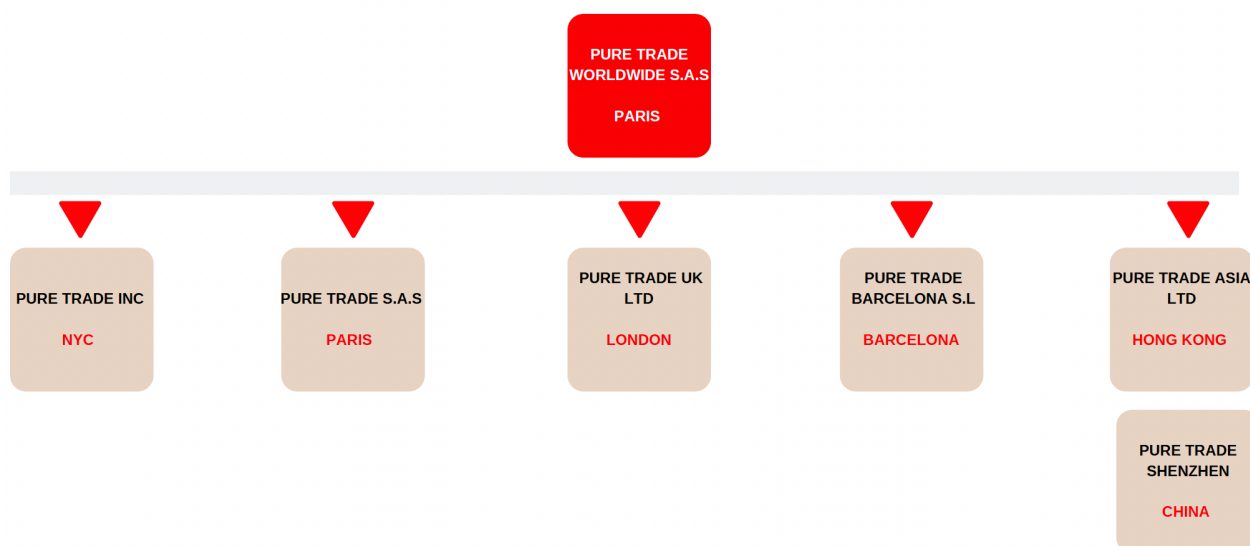 PURE TRADE
WORLDWIDE S.A.S
PARIS
PURE TRADE INC
NYC
PURE TRADE S.A.S
PARIS
PURE TRADE UK
LTD
LONDON
PURE TRADE
BARCELONA S.L
BARCELONA
PURE TRADE ASIA
LTD
HONG KONG
PURE TRADE
SHENZHEN
CHINA